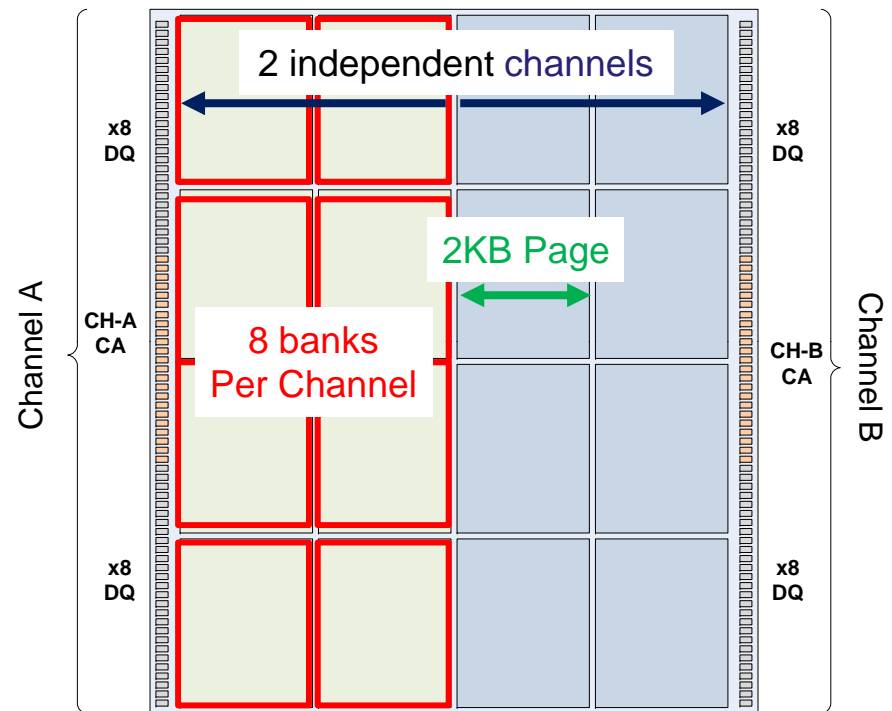 2 independent channels
x8
DQ
x8
DQ
2KB Page
Channel A
CH-A
CA
8 banks
Per Channel
CH-B
CA
Channel B
x8
DQ
x8
DQ